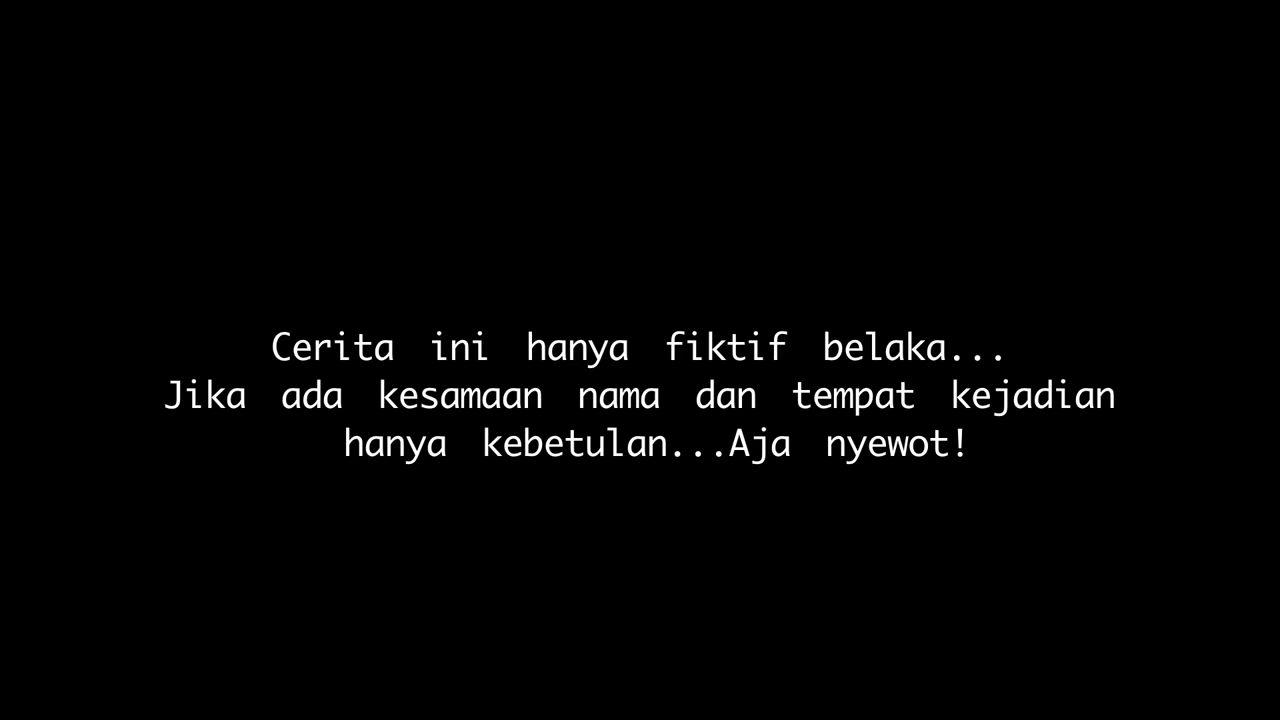 Cerita ini hanya fiktif belaka...
Jika ada kesamaan nama dan tempat kejadian
hanya kebetulan...Aja nyewot!